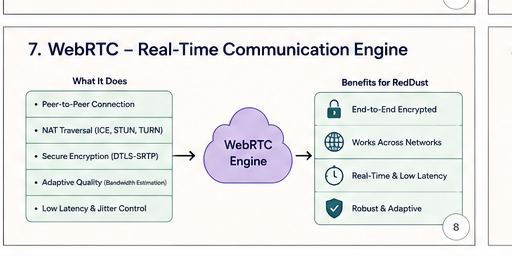 7. WebRTC – Real-Time Communication Engine
What It Does
• Peer-to-Peer Connection
• NAT Traversal (ICE, STUN, TURN)
• Secure Encryption (DTLS-SRTP)
• Adaptive Quality (Bandwidth Estimation)
• Low Latency & Jitter Control
WebRTC
Engine
Benefits for RedDust
End-to-End Encrypted
Works Across Networks
Real-Time & Low Latency
Robust & Adaptive
8